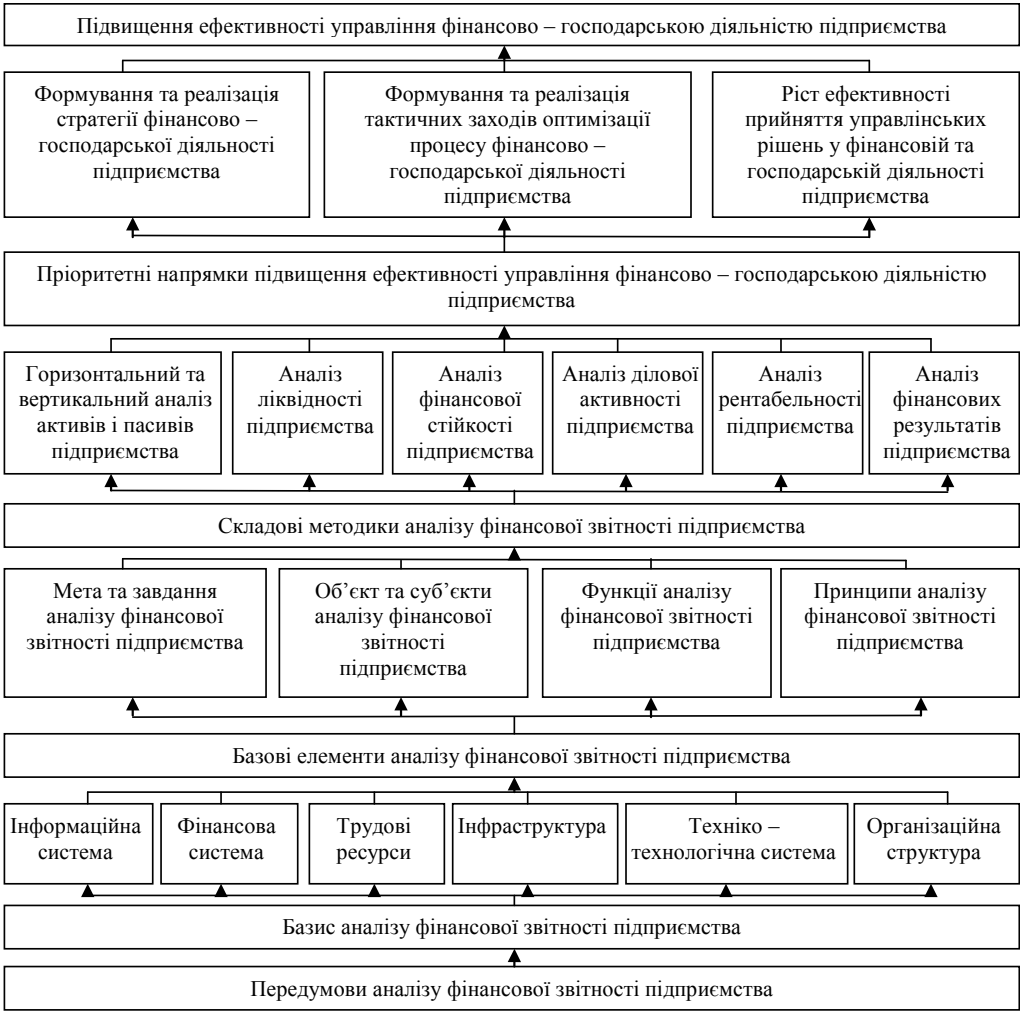 Підвищення ефективності управління фінансово – господарською діяльністю підприємства
Формування та реалізація
стратегії фінансово –
господарської діяльності
підприємства
Формування та реалізація
тактичних заходів оптимізації
процесу фінансово –
господарської діяльності
підприємства
Ріст ефективності
прийняття управлінських
рішень у фінансовій та
господарській діяльності
підприємства
Пріоритетні напрямки підвищення ефективності управління фінансово – господарською діяльністю
підприємства
Горизонтальний та
вертикальний аналіз
активів і пасивів
підприємства
Аналіз
ліквідності
підприємства
Аналіз
фінансової
стійкості
підприємства
Аналіз ділової
активності
підприємства
Аналіз
рентабельності
підприємства
Аналіз
фінансових
результатів
підприємства
Складові методики аналізу фінансової звітності підприємства
Мета та завдання
аналізу фінансової
звітності підприємства
Об’єкт та суб’єкти
аналізу фінансової
звітності
підприємства
Функції аналізу
фінансової звітності
підприємства
Принципи аналізу
фінансової звітності
підприємства
Базові елементи аналізу фінансової звітності підприємства
Інформаційна
система
Фінансова
система
Трудові
ресурси
Інфраструктура
Техніко –
технологічна система
Організаційна
структура
Базис аналізу фінансової звітності підприємства
Передумови аналізу фінансової звітності підприємства